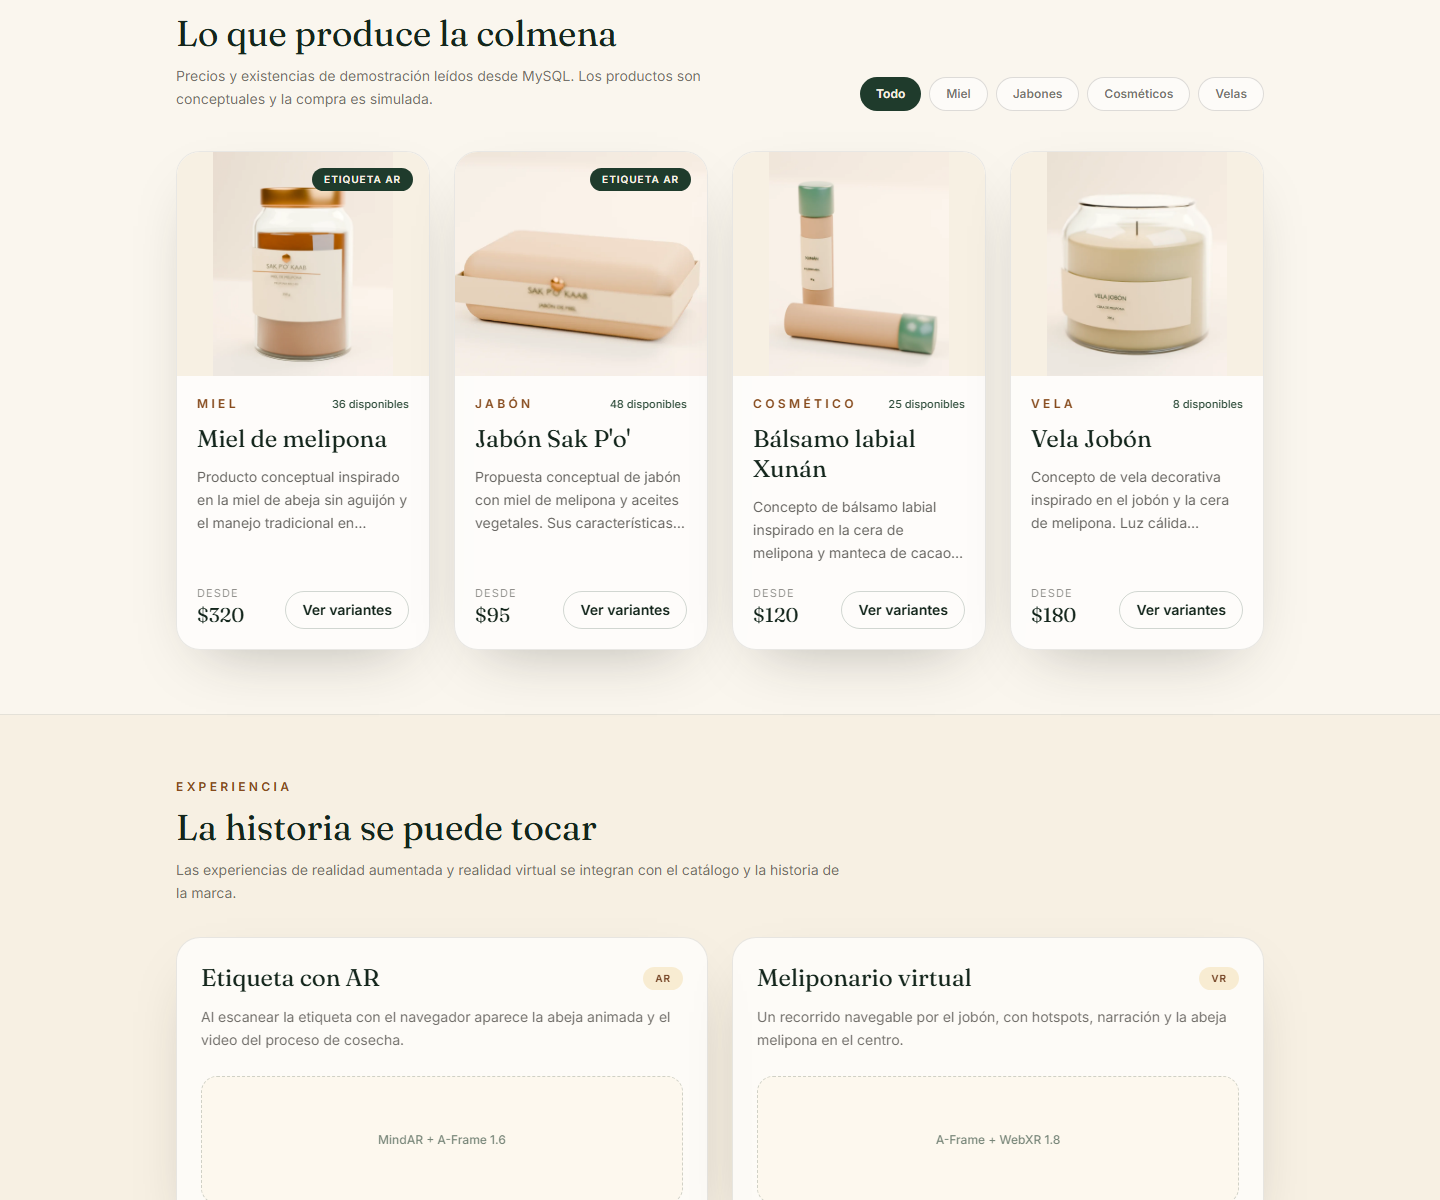 Lo que produce la colmena
Precios y existencias de demostración leídos desde MySQL. Los productos son
conceptuales y la compra es simulada.
Todo
Miel
Jabones
Cosméticos
Velas
ETIQUETA AR
SAK P'O' KAAB
MIEL
36 disponibles
Miel de melipona
Producto conceptual inspirado
en la miel de abeja sin aguijón y
el manejo tradicional en...
DESDE
$320
Ver variantes
ETIQUETA AR
SAK P'O' KAAB
JABÓN DE MIEL
JABÓN
48 disponibles
Jabón Sak P'o'
Propuesta conceptual de jabón
con miel de melipona y aceites
vegetales. Sus características...
DESDE
$95
Ver variantes
COSMÉTICO
25 disponibles
Bálsamo labial
Xunán
Concepto de bálsamo labial
inspirado en la cera de
melipona y manteca de cacao...
DESDE
$120
Ver variantes
VELA JOBÓN
VELA
8 disponibles
Vela Jobón
Concepto de vela decorativa
inspirado en el jobón y la cera
de melipona. Luz cálida...
DESDE
$180
Ver variantes
EXPERIENCIA
La historia se puede tocar
Las experiencias de realidad aumentada y realidad virtual se integran con el catálogo y la historia de
la marca.
Etiqueta con AR
AR
Al escanear la etiqueta con el navegador aparece la abeja animada y el
video del proceso de cosecha.
MindAR + A-Frame 1.6
Meliponario virtual
VR
Un recorrido navegable por el jobón, con hotspots, narración y la abeja
melipona en el centro.
A-Frame + WebXR 1.8